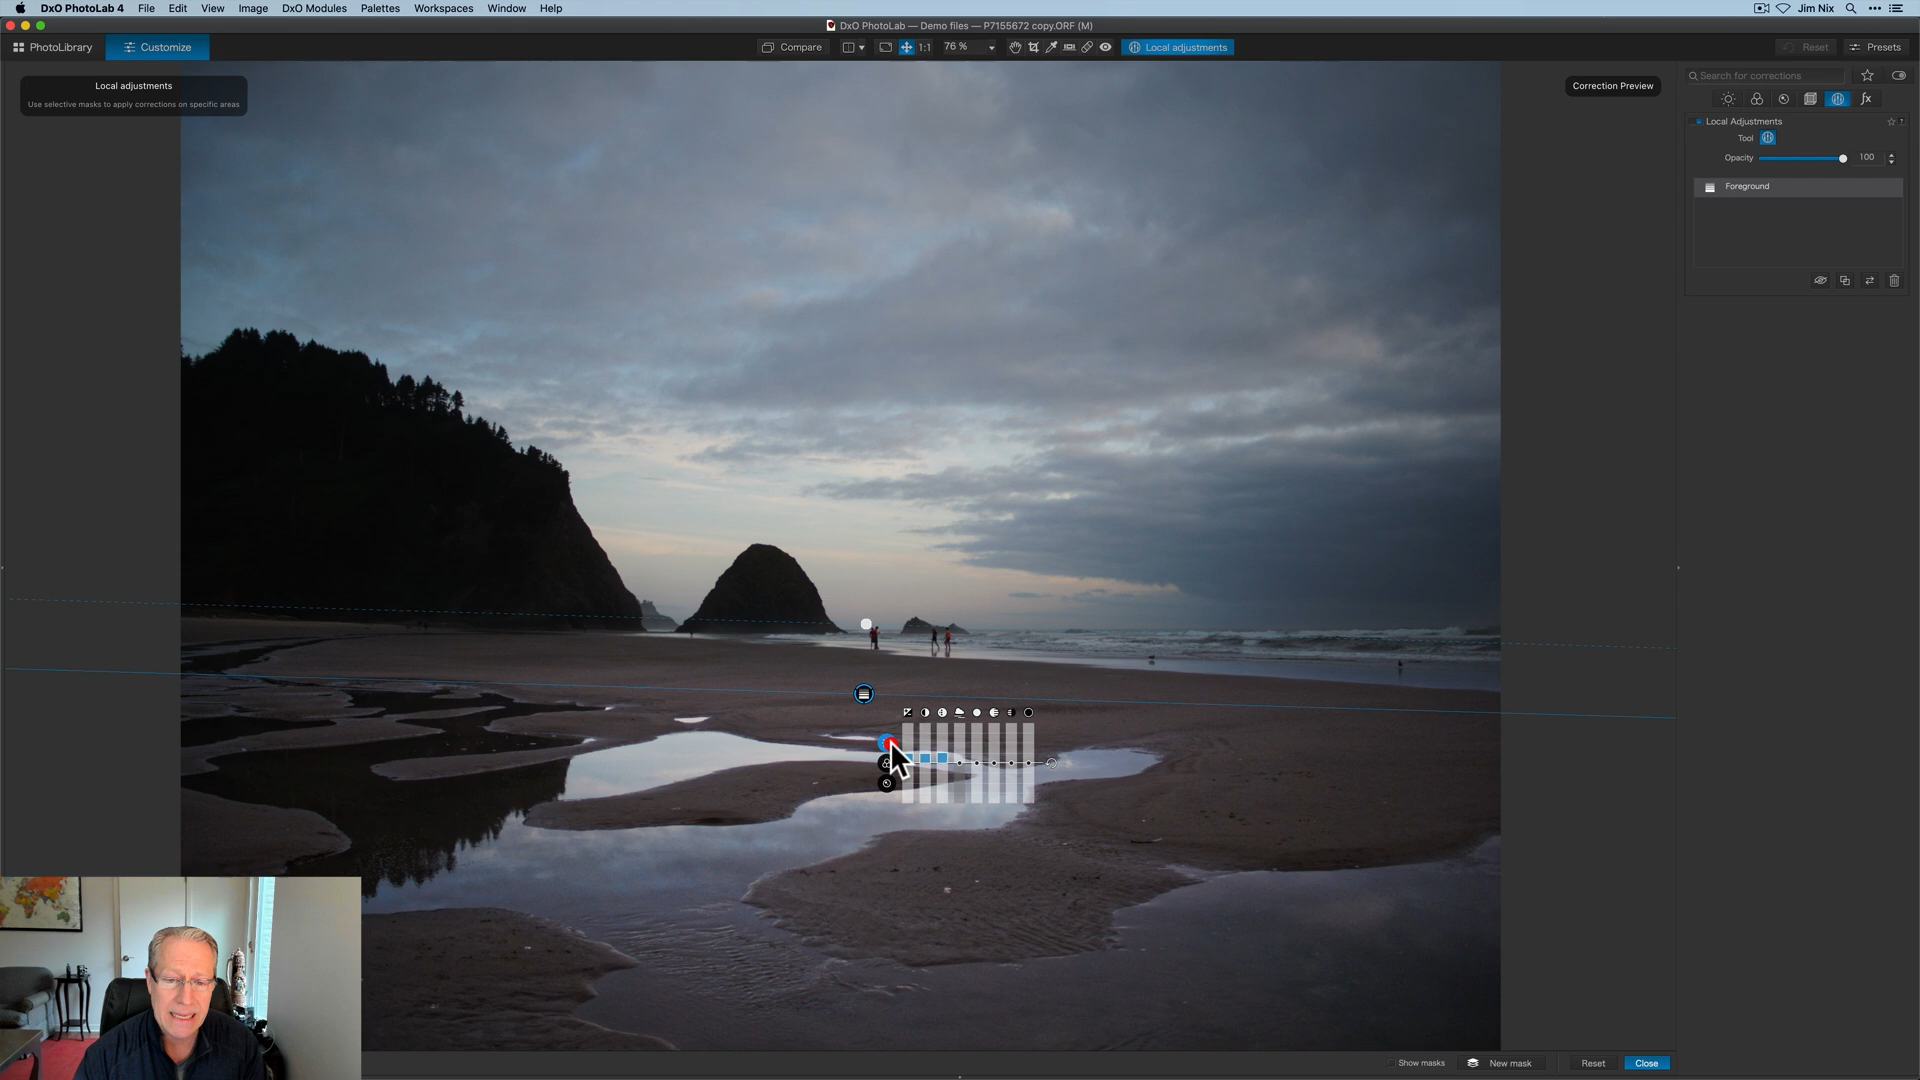 DxO PhotoLab 4 File Edit View Image DxO Modules Palettes Workspaces Window Help Jim Nix
DxO PhotoLab — Demo files — P7155672 copy.ORF (M)
PhotoLibrary Customize Compare 1:1 76 % Local adjustments Reset Presets
Local adjustments
Use selective masks to apply corrections on specific areas
Correction Preview
Search for corrections
fx
Local Adjustments
Tool
Opacity 100
Foreground
Show masks New mask Reset Close